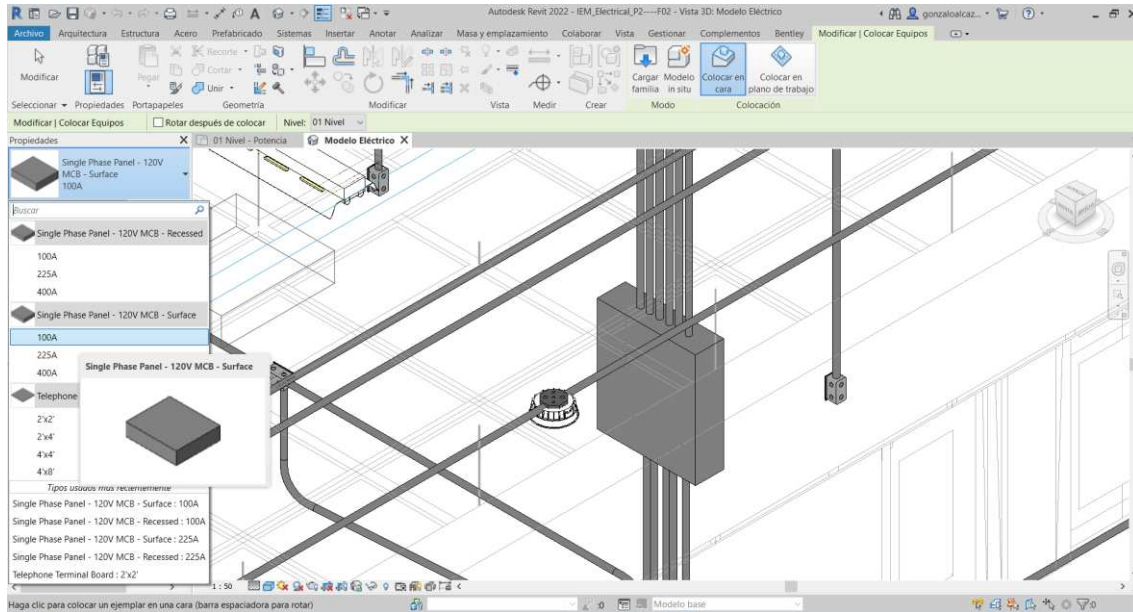 Autodesk Revit 2022 - IEM_Electrical_P2----F02 - Vista 3D: Modelo Eléctrico
gonzaloalcaz...
Archivo Arquitectura Estructura Acero Prefabricado Sistemas Insertar Anotar Analizar Masa y emplazamiento Colaborar Vista Gestionar Complementos Bentley Modificar | Colocar Equipos
Modificar
Pegar
Recorte
Cortar
Unir
Cargar familia
Modelo in situ
Colocar en cara
Colocar en plano de trabajo
Seleccionar Propiedades Portapapeles Geometría Modificar Vista Medir Crear Modo Colocación
Modificar | Colocar Equipos Rotar después de colocar Nivel: 01 Nivel
Propiedades
01 Nivel - Potencia Modelo Eléctrico
Single Phase Panel - 120V
MCB - Surface
100A
Buscar
Single Phase Panel - 120V MCB - Recessed
100A
225A
400A
Single Phase Panel - 120V MCB - Surface
100A
225A
400A
Single Phase Panel - 120V MCB - Surface
Telephone
2'x2'
2'x4'
4'x4'
4'x8'
Tipos usados más recientemente
Single Phase Panel - 120V MCB - Surface : 100A
Single Phase Panel - 120V MCB - Recessed : 100A
Single Phase Panel - 120V MCB - Surface : 225A
Single Phase Panel - 120V MCB - Recessed : 225A
Telephone Terminal Board : 2'x2'
1 : 50
Haga clic para colocar un ejemplar en una cara (barra espaciadora para rotar)
:0
Modelo base
:0